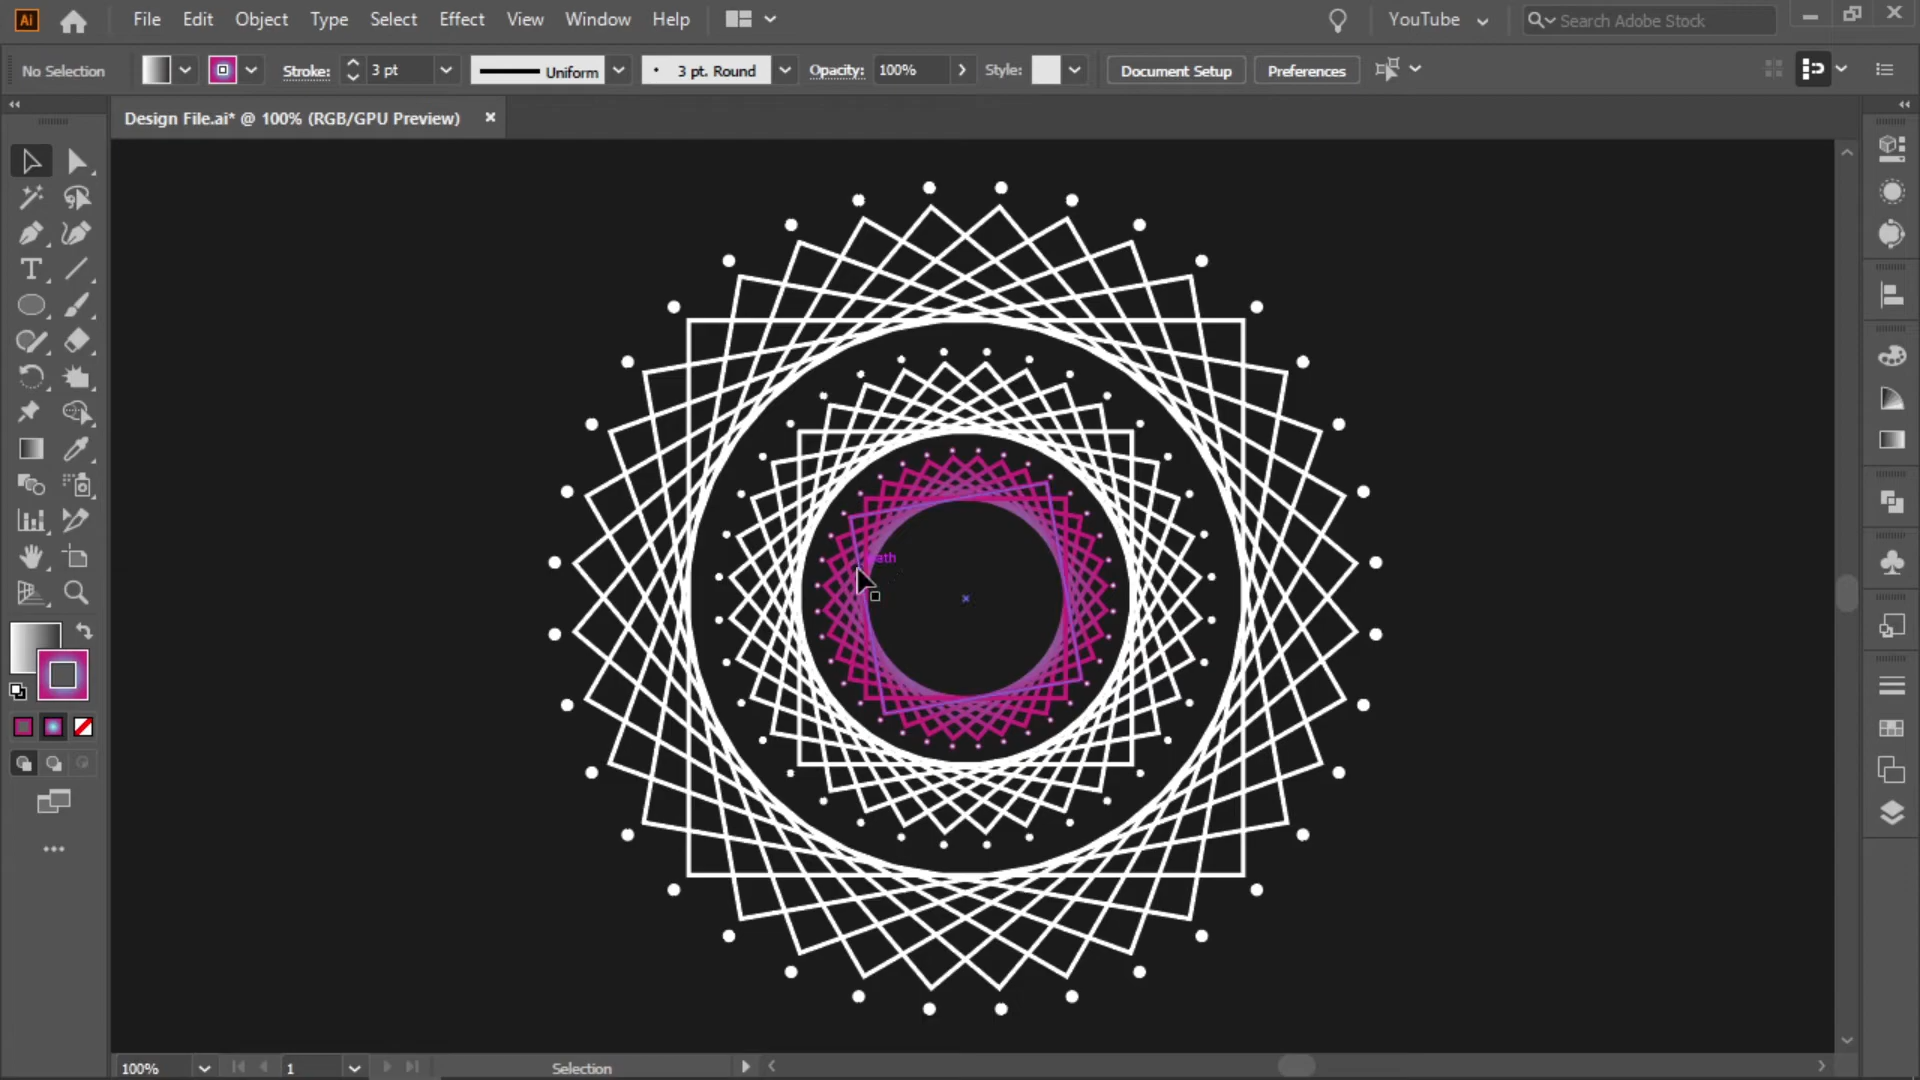 Ai File Edit Object Type Select Effect View Window Help YouTube Search Adobe Stock
No Selection Stroke: 3 pt Uniform 3 pt. Round Opacity: 100% Style: Document Setup Preferences
Design File.ai* @ 100% (RGB/GPU Preview)
100% 1 Selection